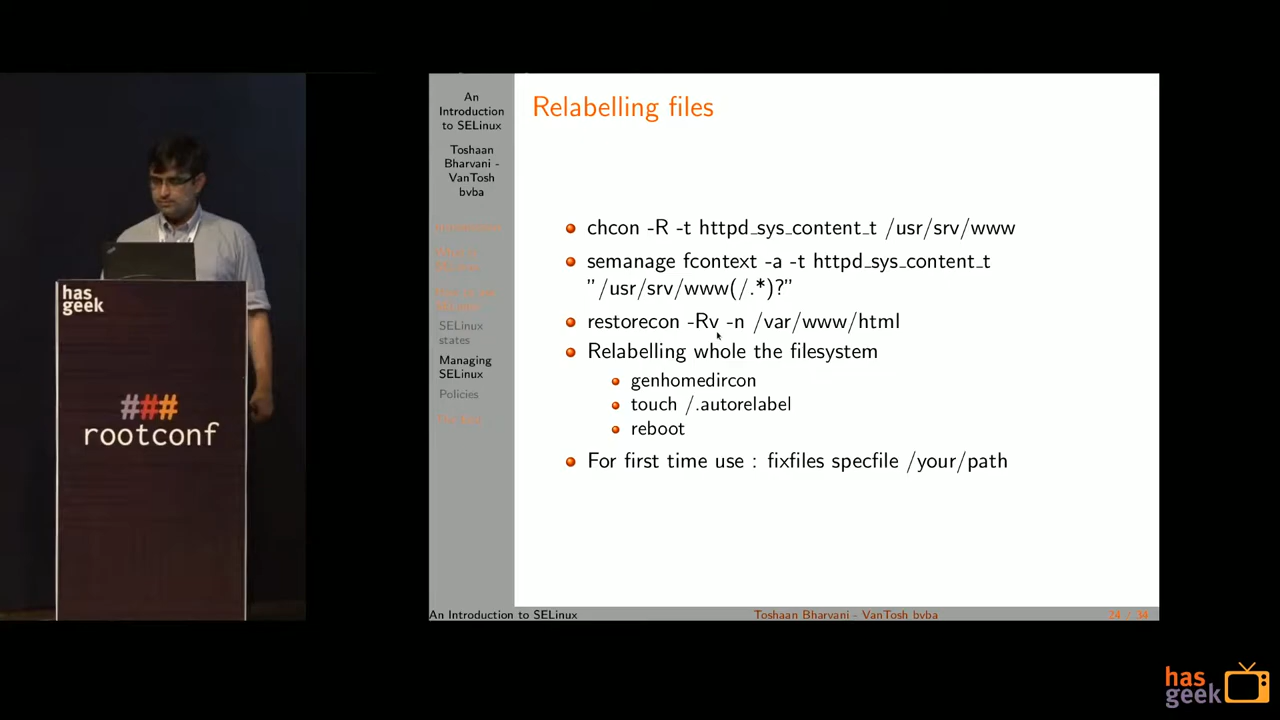 has
geek
###
rootconf
An
Introduction
to SELinux
Toshaan
Bharvani -
VanTosh
bvba
SELinux
states
Managing
SELinux
Policies
Relabelling files
chcon -R -t httpd_sys_content_t /usr/srv/www
semanage fcontext -a -t httpd_sys_content_t
"/usr/srv/www(/.*)?"
restorecon -Rv -n /var/www/html
Relabelling whole the filesystem
genhomedircon
touch /.autorelabel
reboot
For first time use : fixfiles specfile /your/path
An Introduction to SELinux
Toshaan Bharvani - VanTosh bvba
24 / 34
has
geek